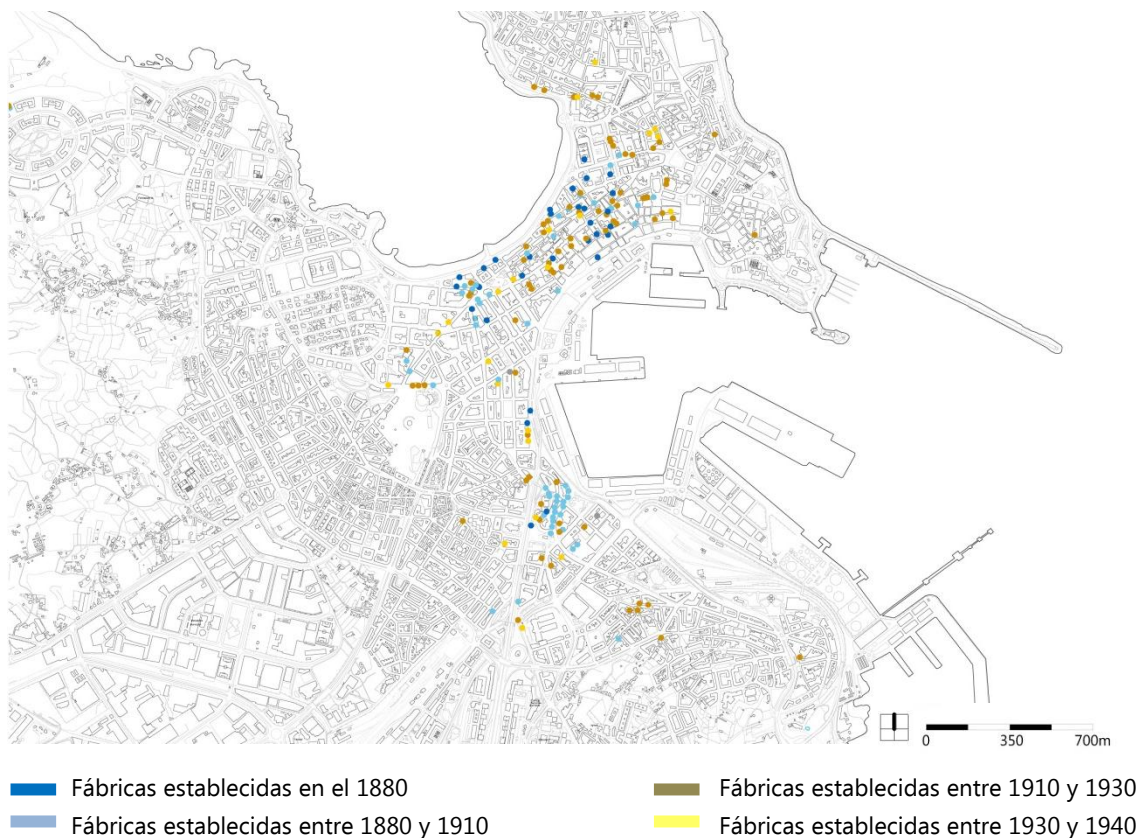 0 350 700m
Fábricas establecidas en el 1880
Fábricas establecidas entre 1910 y 1930
Fábricas establecidas entre 1880 y 1910
Fábricas establecidas entre 1930 y 1940